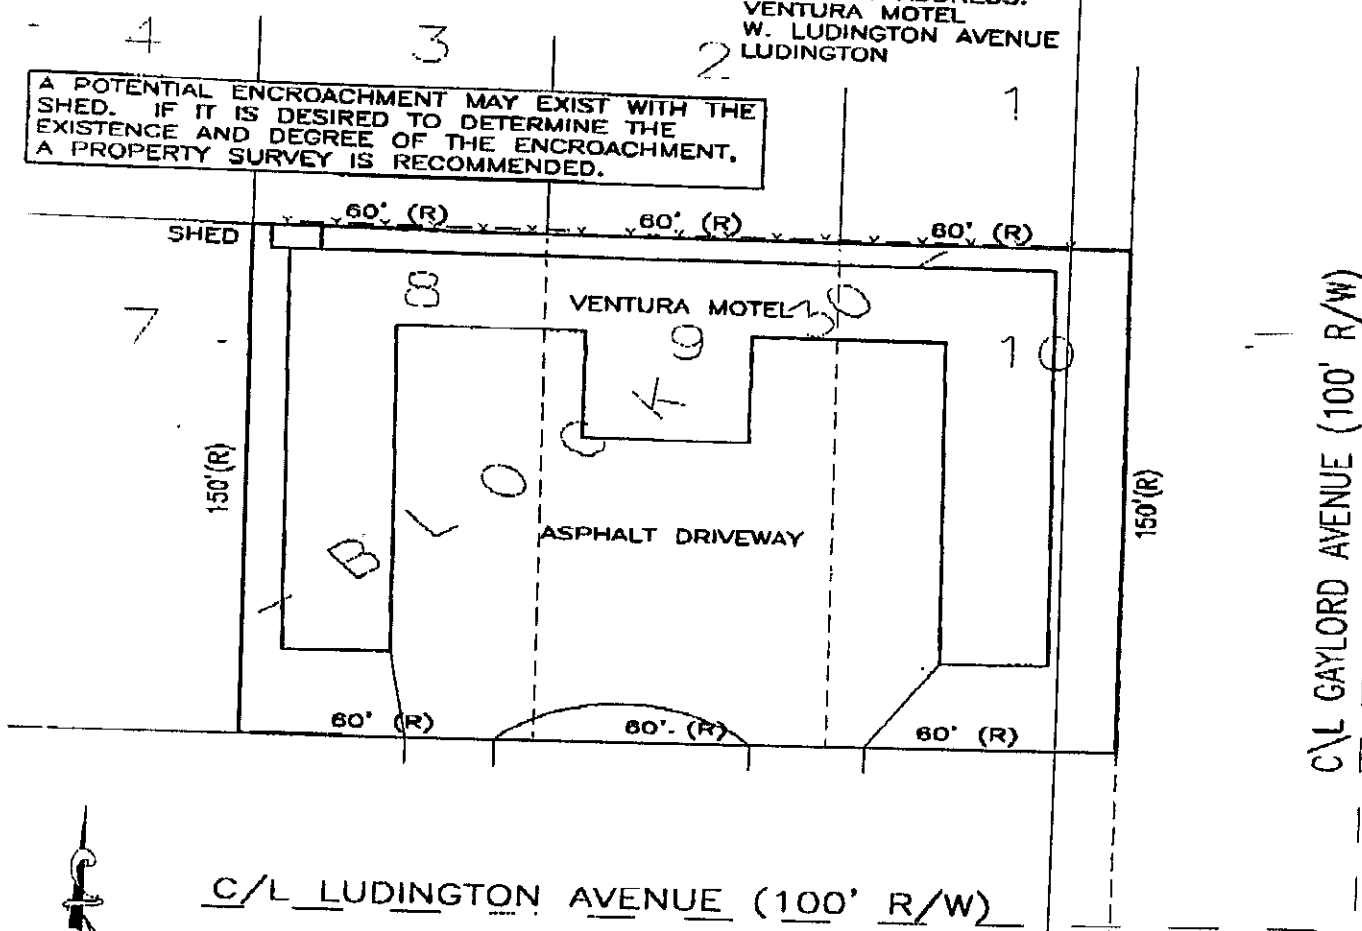 VENTURA MOTEL
W. LUDINGTON AVENUE
LUDINGTON
4
3
2
1
A POTENTIAL ENCROACHMENT MAY EXIST WITH THE
SHED. IF IT IS DESIRED TO DETERMINE THE
EXISTENCE AND DEGREE OF THE ENCROACHMENT,
A PROPERTY SURVEY IS RECOMMENDED.
60' (R)
60' (R)
60' (R)
SHED
7
8
VENTURA MOTEL
9
10
BLOCK 30
150'(R)
ASPHALT DRIVEWAY
150'(R)
60' (R)
60'. (R)
60' (R)
C\L GAYLORD AVENUE (100' R/W)
C/L LUDINGTON AVENUE (100' R/W)